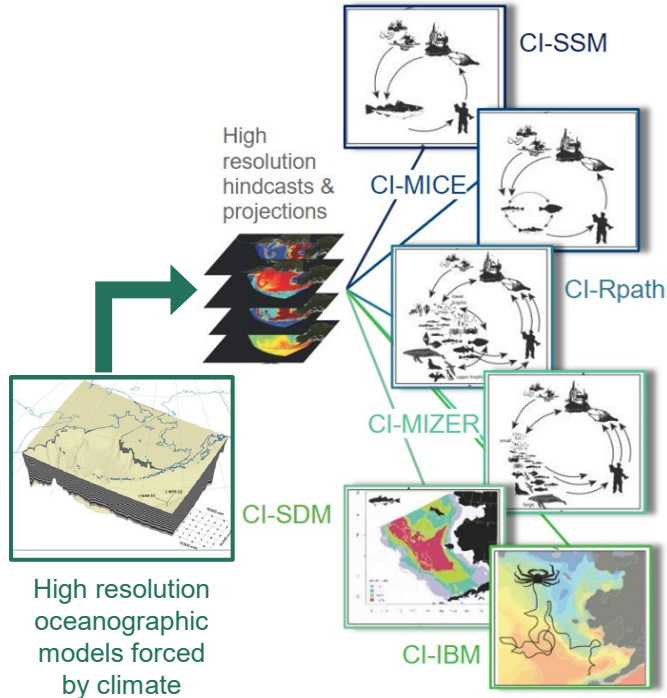 CI-SSM
High
resolution
hindcasts &
projections
CI-MICE
CI-Rpath
CI-MIZER
CI-SDM
High resolution
oceanographic
models forced
by climate
CI-IBM